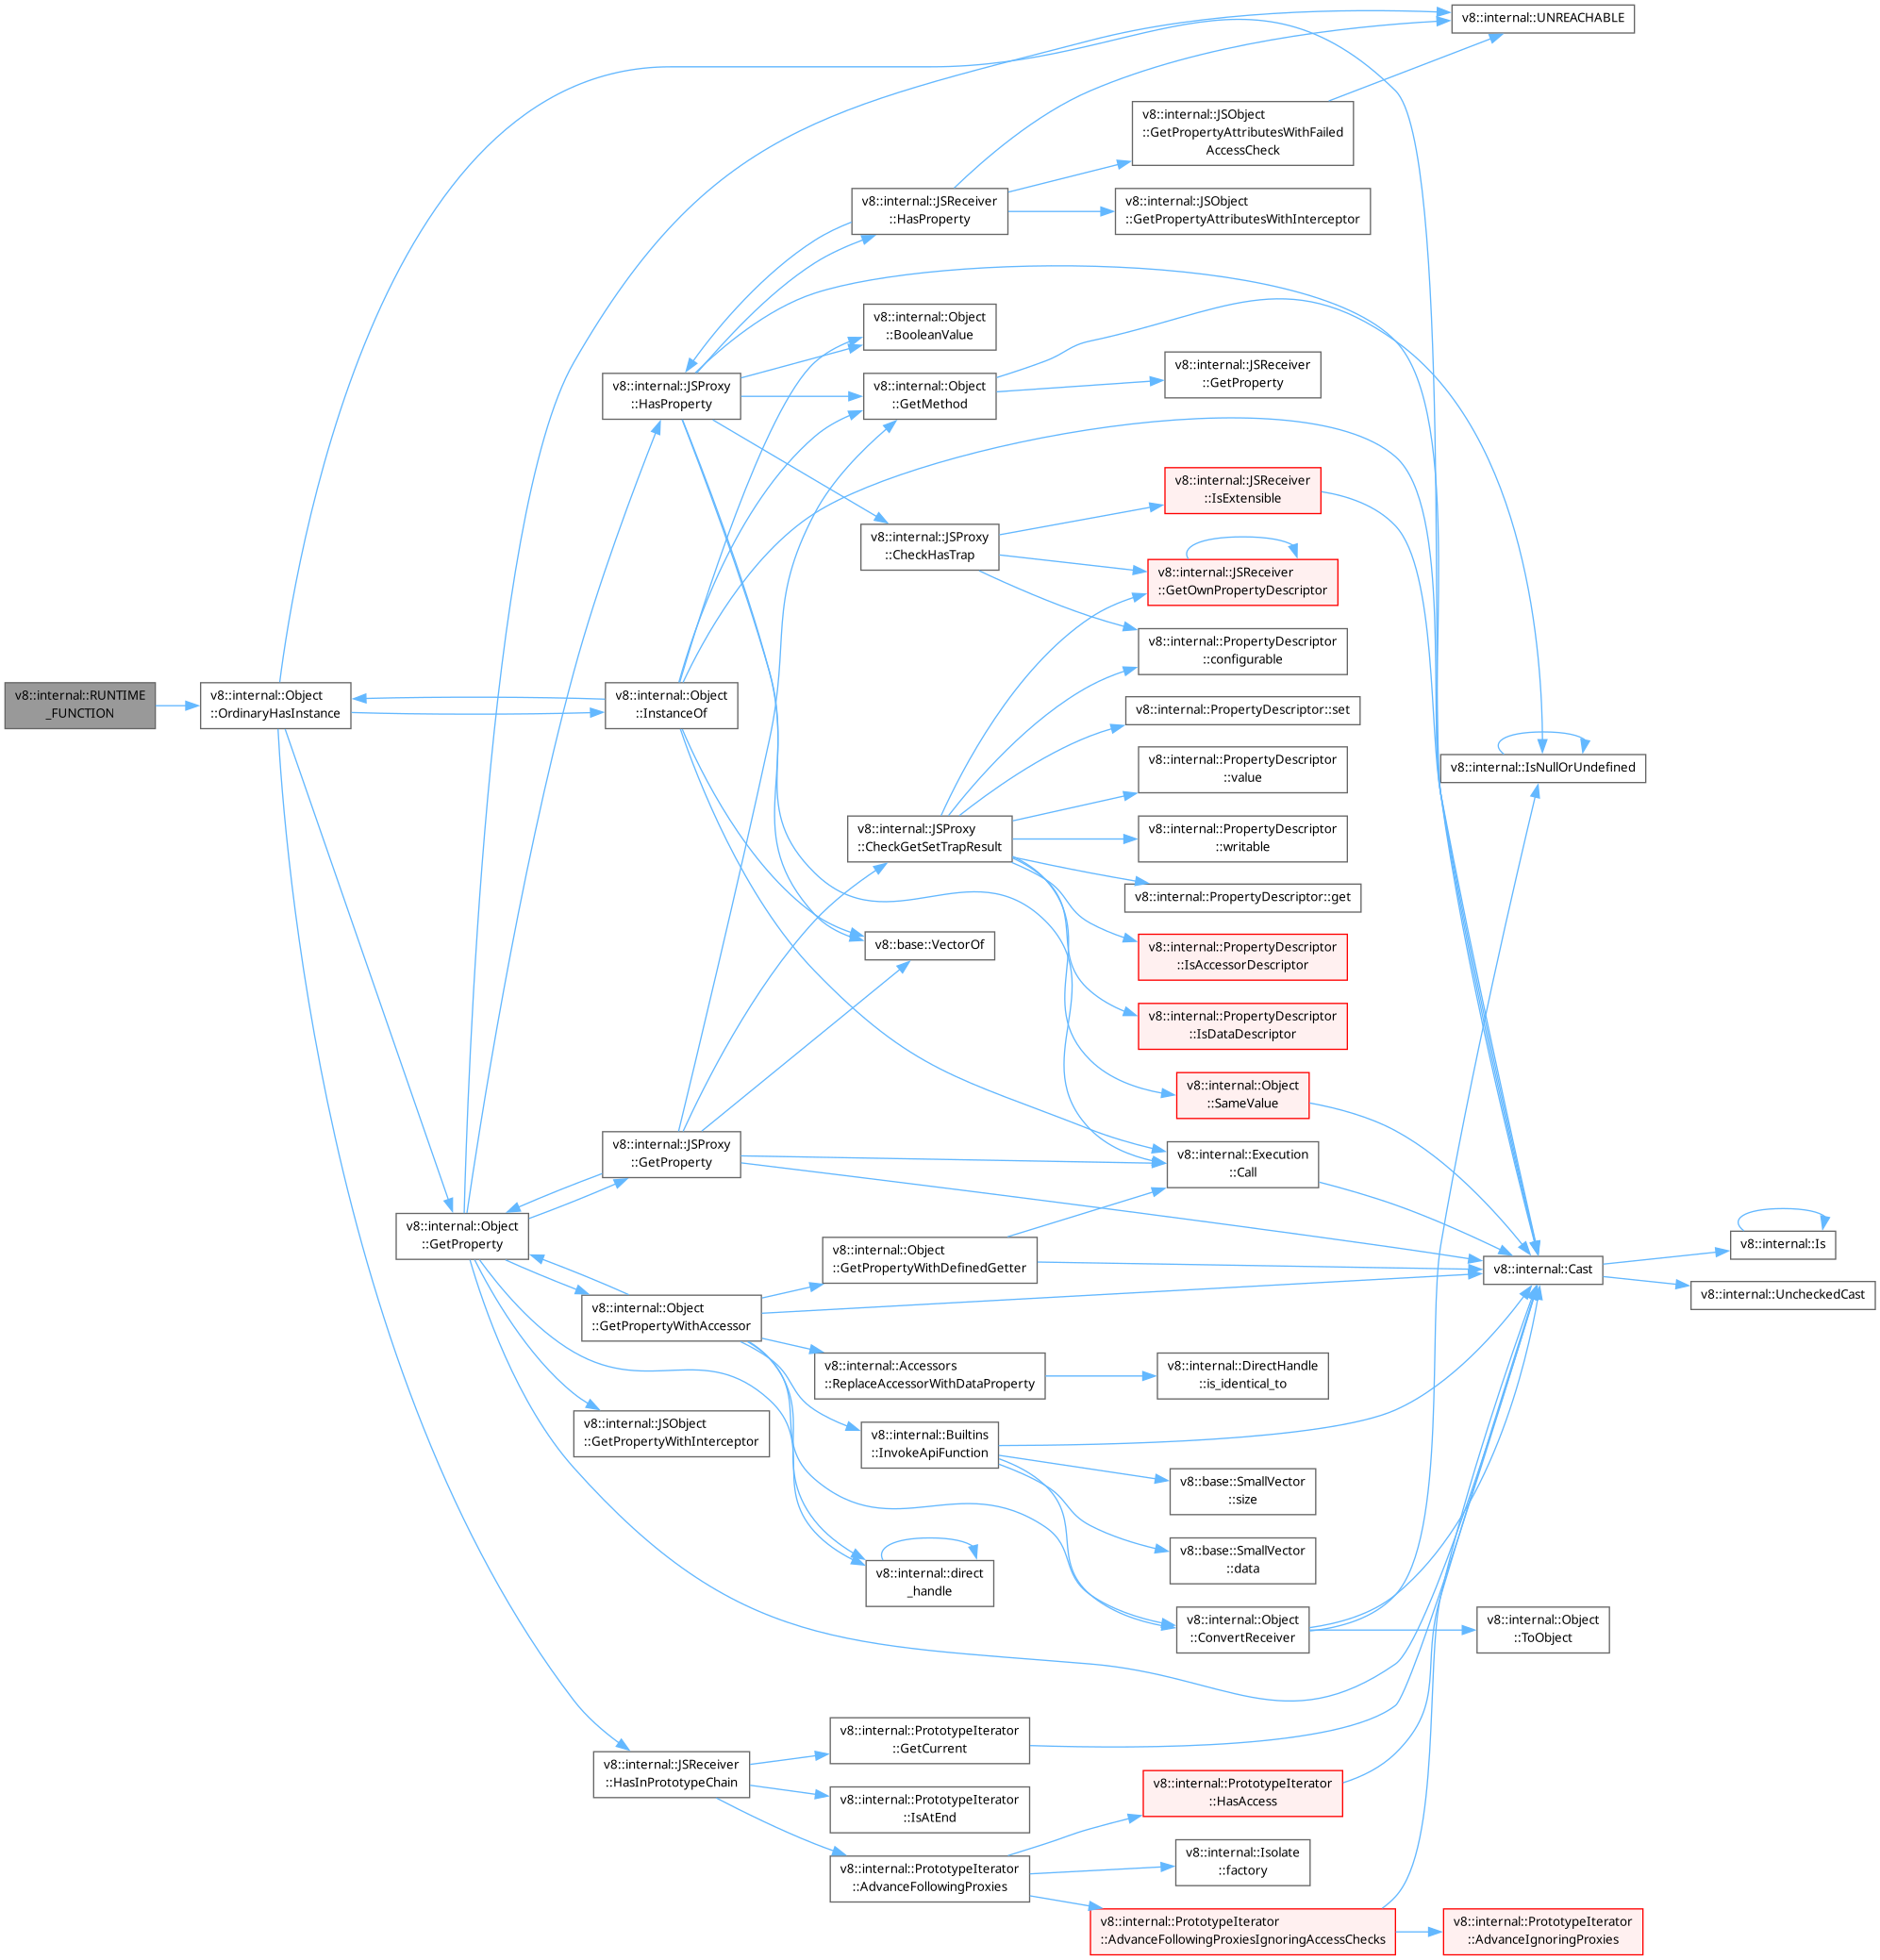 v8::internal::RUNTIME
_FUNCTION
v8::internal::Object
::OrdinaryHasInstance
v8::internal::Object
::GetProperty
v8::internal::JSProxy
::HasProperty
v8::internal::Object
::InstanceOf
v8::internal::JSProxy
::GetProperty
v8::internal::Object
::GetPropertyWithAccessor
v8::internal::JSObject
::GetPropertyWithInterceptor
v8::internal::JSReceiver
::HasInPrototypeChain
v8::internal::JSReceiver
::HasProperty
v8::internal::Object
::BooleanValue
v8::internal::Object
::GetMethod
v8::internal::JSProxy
::CheckHasTrap
v8::internal::JSProxy
::CheckGetSetTrapResult
v8::base::VectorOf
v8::internal::Object
::GetPropertyWithDefinedGetter
v8::internal::Accessors
::ReplaceAccessorWithDataProperty
v8::internal::Builtins
::InvokeApiFunction
v8::internal::direct
_handle
v8::internal::PrototypeIterator
::GetCurrent
v8::internal::PrototypeIterator
::IsAtEnd
v8::internal::PrototypeIterator
::AdvanceFollowingProxies
v8::internal::JSObject
::GetPropertyAttributesWithFailed
AccessCheck
v8::internal::JSObject
::GetPropertyAttributesWithInterceptor
v8::internal::JSReceiver
::GetProperty
v8::internal::JSReceiver
::IsExtensible
v8::internal::JSReceiver
::GetOwnPropertyDescriptor
v8::internal::PropertyDescriptor
::configurable
v8::internal::PropertyDescriptor::set
v8::internal::PropertyDescriptor
::value
v8::internal::PropertyDescriptor
::writable
v8::internal::PropertyDescriptor::get
v8::internal::PropertyDescriptor
::IsAccessorDescriptor
v8::internal::PropertyDescriptor
::IsDataDescriptor
v8::internal::Object
::SameValue
v8::internal::Execution
::Call
v8::internal::DirectHandle
::is_identical_to
v8::base::SmallVector
::size
v8::base::SmallVector
::data
v8::internal::Object
::ConvertReceiver
v8::internal::PrototypeIterator
::HasAccess
v8::internal::Isolate
::factory
v8::internal::PrototypeIterator
::AdvanceFollowingProxiesIgnoringAccessChecks
v8::internal::UNREACHABLE
v8::internal::IsNullOrUndefined
v8::internal::Cast
v8::internal::Object
::ToObject
v8::internal::PrototypeIterator
::AdvanceIgnoringProxies
v8::internal::Is
v8::internal::UncheckedCast